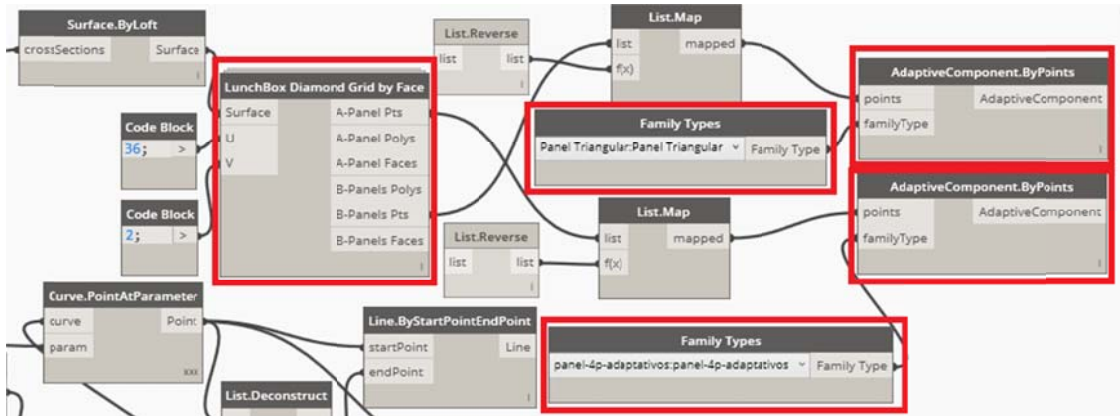 Surface.ByLoft
crossSections Surface
LunchBox Diamond Grid by Face
Surface A-Panel Pts
U A-Panel Polys
V A-Panel Faces
B-Panels Polys
B-Panels Pts
B-Panels Faces
Code Block
36; >
Code Block
2; >
List.Reverse
list list
List.Map
list mapped
f(x)
Family Types
Panel Triangular:Panel Triangular Family Type
AdaptiveComponent.ByPoints
points AdaptiveComponent
familyType
AdaptiveComponent.ByPoints
points AdaptiveComponent
familyType
List.Map
list mapped
f(x)
List.Reverse
list list
Curve.PointAtParameter
curve Point
param
xxx
Line.ByStartPointEndPoint
startPoint Line
endPoint
Family Types
panel-4p-adaptativos:panel-4p-adaptativos Family Type
List.Deconstruct